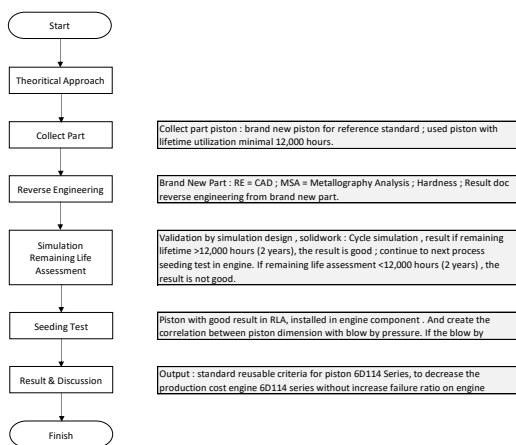 Start
Theoritical Approach
Collect Part
Collect part piston : brand new piston for reference standard ; used piston with
lifetime utilization minimal 12,000 hours.
Reverse Engineering
Brand New Part : RE = CAD ; MSA = Metallography Analysis ; Hardness ; Result doc
reverse engineering from brand new part.
Simulation
Remaining Life
Assessment
Validation by simulation design , solidwork : Cycle simulation , result if remaining
lifetime >12,000 hours (2 years), the result is good ; continue to next process
seeding test in engine. If remaining life assessment <12,000 hours (2 years) , the
result is not good.
Seeding Test
Piston with good result in RLA, installed in engine component . And create the
correlation between piston dimension with blow by pressure. If the blow by
Result & Discussion
Output : standard reusable criteria for piston 6D114 Series, to decrease the
production cost engine 6D114 series without increase failure ratio on engine
Finish